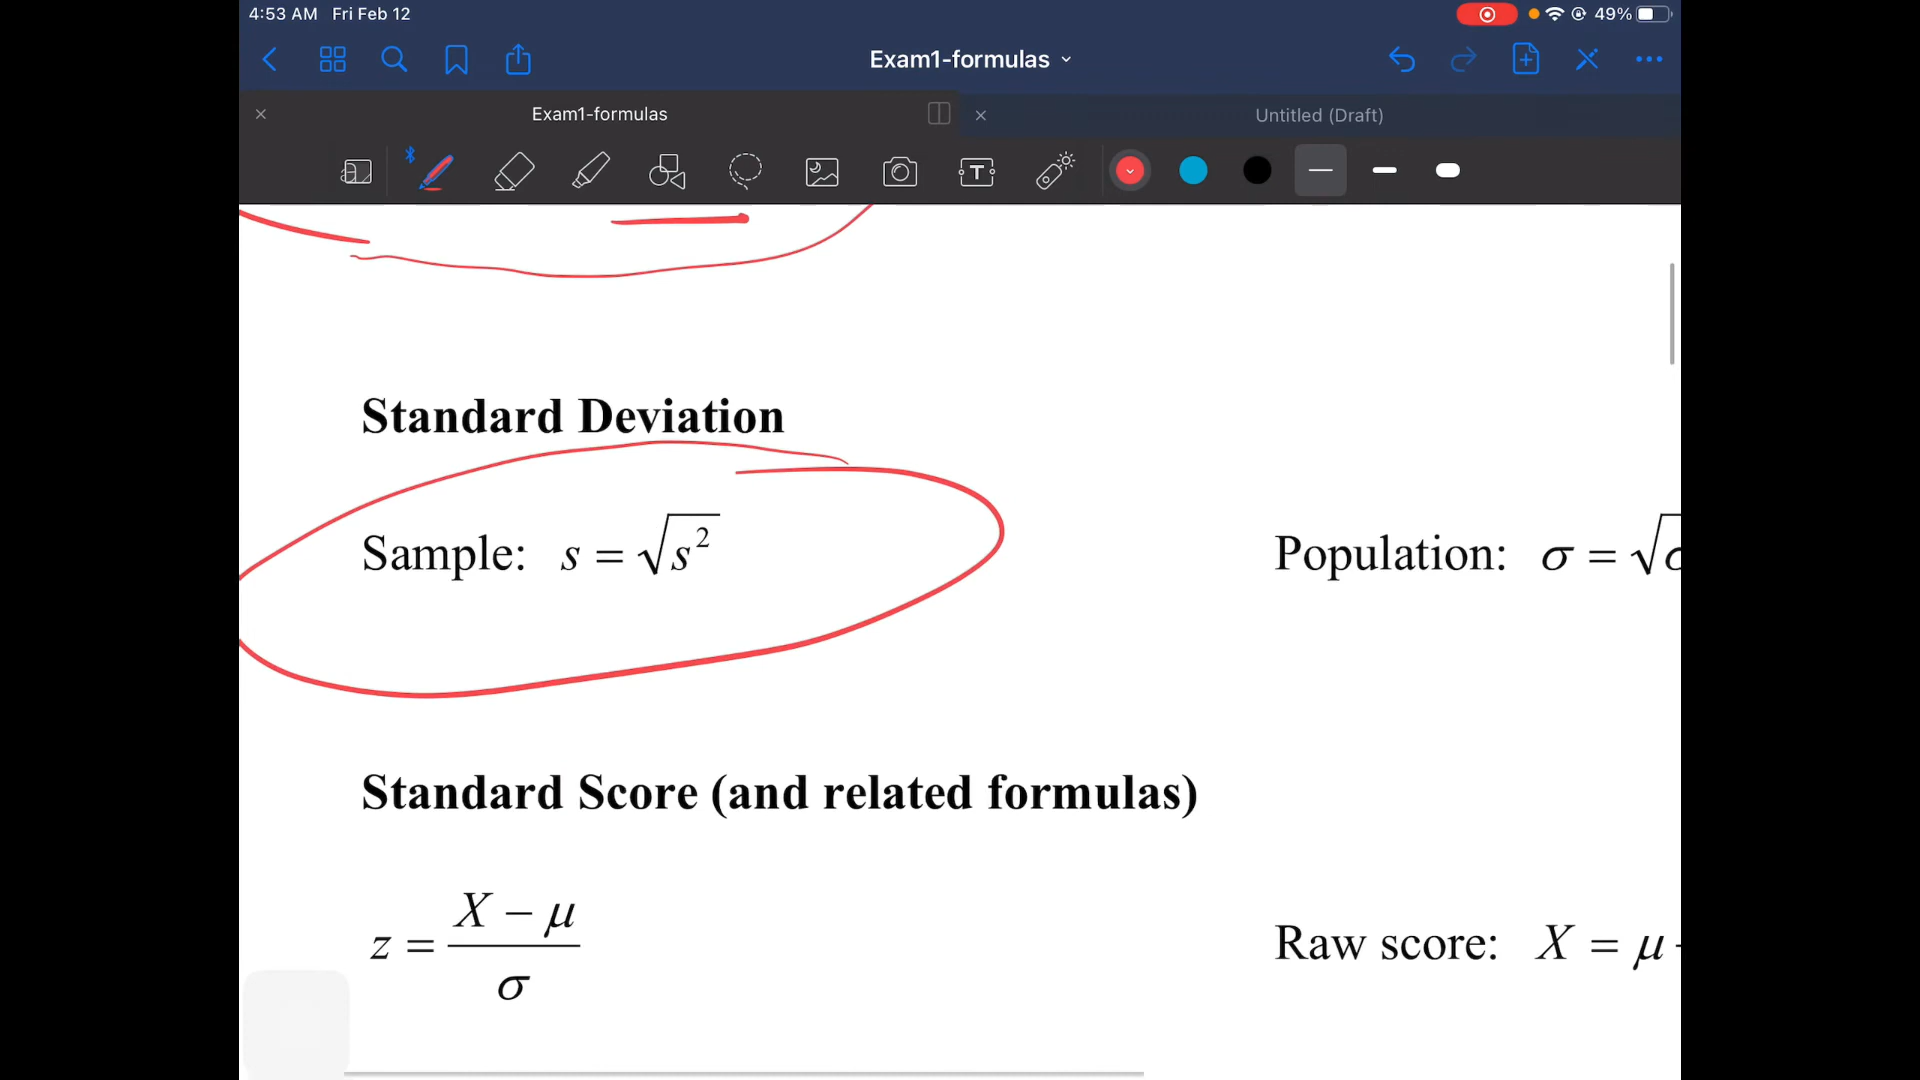 4:53 AM Fri Feb 12
49%
Exam1-formulas
Exam1-formulas
Untitled (Draft)
T
Standard Deviation
Sample: s = √s²
Population: σ = √σ
Standard Score (and related formulas)
z = (X − μ) / σ
Raw score: X = μ